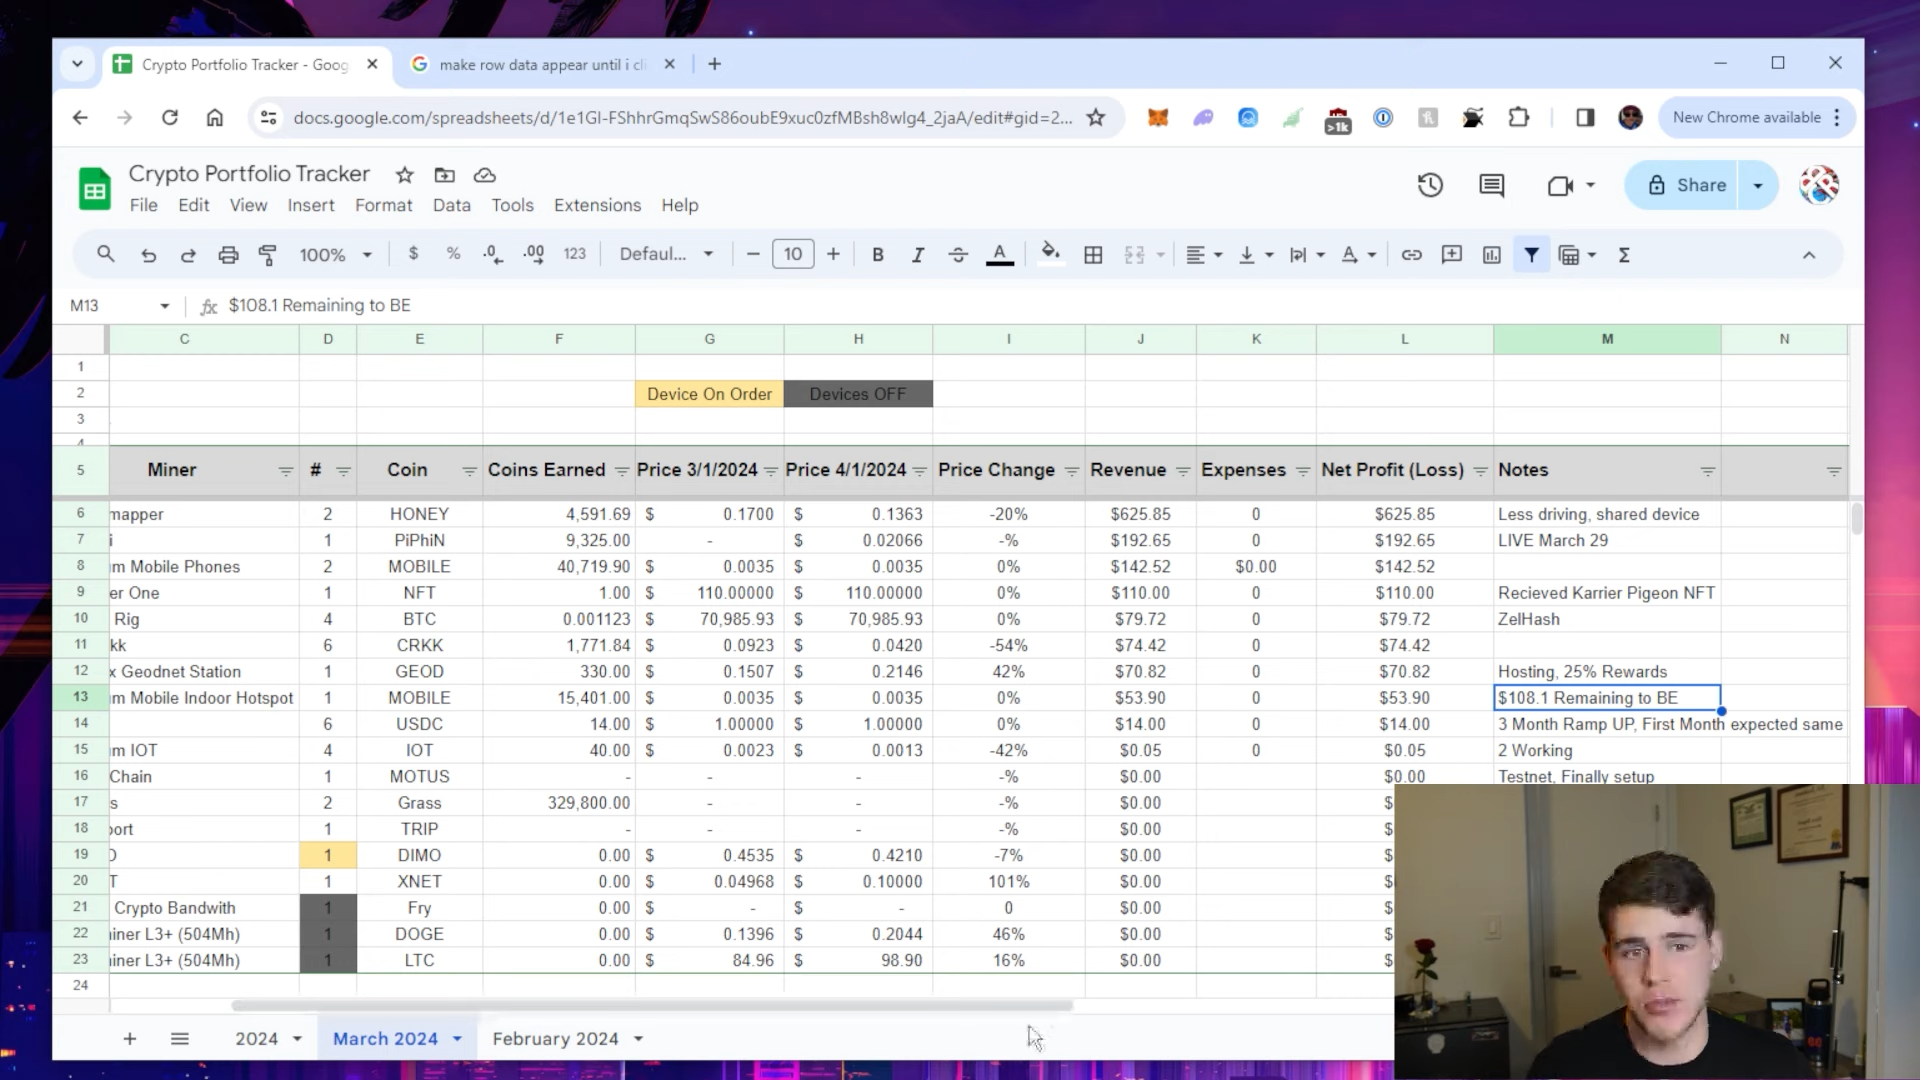 Crypto Portfolio Tracker - Goog
make row data appear until i cli
docs.google.com/spreadsheets/d/1e1GI-FShhrGmqSwS86oubE9xuc0zfMBsh8wIg4_2jaA/edit#gid=2...
>1k
New Chrome available
Crypto Portfolio Tracker
File Edit View Insert Format Data Tools Extensions Help
Share
100% $ % .0 .00 123 Defaul... 10 B I A
M13 fx $108.1 Remaining to BE
C D E F G H I J K L M N
1
2 Device On Order Devices OFF
3
4
5 Miner # Coin Coins Earned Price 3/1/2024 Price 4/1/2024 Price Change Revenue Expenses Net Profit (Loss) Notes
6 mapper 2 HONEY 4,591.69 $ 0.1700 $ 0.1363 -20% $625.85 0 $625.85 Less driving, shared device
7 i 1 PiPhiN 9,325.00 - $ 0.02066 -% $192.65 0 $192.65 LIVE March 29
8 m Mobile Phones 2 MOBILE 40,719.90 $ 0.0035 $ 0.0035 0% $142.52 $0.00 $142.52
9 er One 1 NFT 1.00 $ 110.00000 $ 110.00000 0% $110.00 0 $110.00 Recieved Karrier Pigeon NFT
10 Rig 4 BTC 0.001123 $ 70,985.93 $ 70,985.93 0% $79.72 0 $79.72 ZelHash
11 kk 6 CRKK 1,771.84 $ 0.0923 $ 0.0420 -54% $74.42 0 $74.42
12 x Geodnet Station 1 GEOD 330.00 $ 0.1507 $ 0.2146 42% $70.82 0 $70.82 Hosting, 25% Rewards
13 m Mobile Indoor Hotspot 1 MOBILE 15,401.00 $ 0.0035 $ 0.0035 0% $53.90 0 $53.90 $108.1 Remaining to BE
14 6 USDC 14.00 $ 1.00000 $ 1.00000 0% $14.00 0 $14.00 3 Month Ramp UP, First Month expected same
15 m IOT 4 IOT 40.00 $ 0.0023 $ 0.0013 -42% $0.05 0 $0.05 2 Working
16 Chain 1 MOTUS - - - -% $0.00 $0.00 Testnet, Finally setup
17 s 2 Grass 329,800.00 - - -% $0.00 $
18 port 1 TRIP - - - -% $0.00 $
19 O 1 DIMO 0.00 $ 0.4535 $ 0.4210 -7% $0.00 $
20 T 1 XNET 0.00 $ 0.04968 $ 0.10000 101% $0.00 $
21 Crypto Bandwith 1 Fry 0.00 $ - $ - 0 $0.00 $
22 iner L3+ (504Mh) 1 DOGE 0.00 $ 0.1396 $ 0.2044 46% $0.00 $
23 iner L3+ (504Mh) 1 LTC 0.00 $ 84.96 $ 98.90 16% $0.00 $
24
2024 March 2024 February 2024